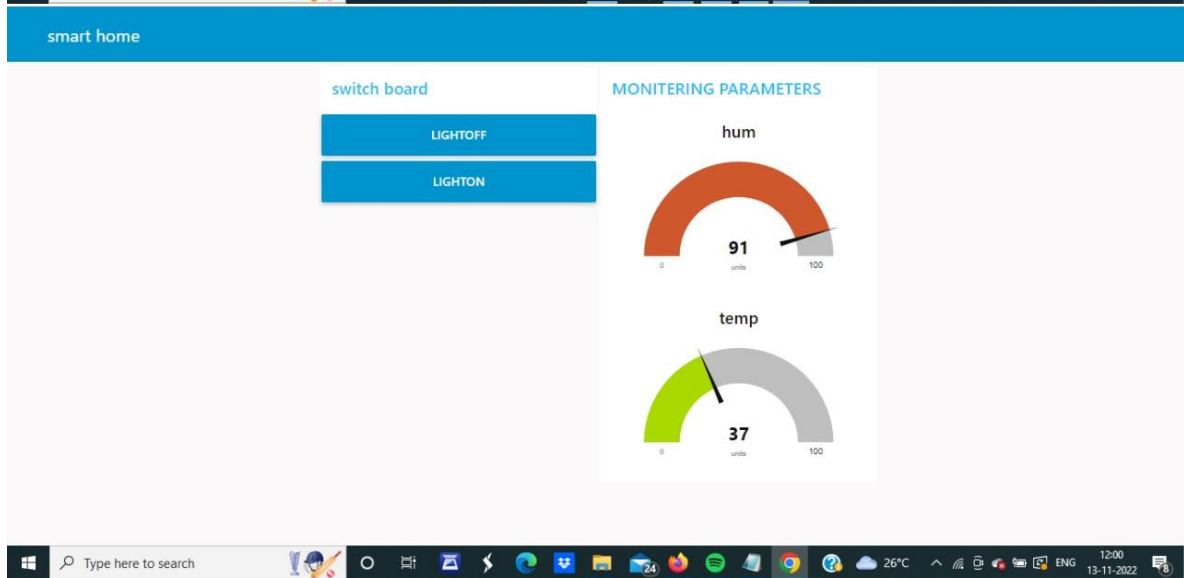 smart home
switch board
LIGHTOFF
LIGHTON
MONITERING PARAMETERS
hum
91
units
0
100
temp
37
units
0
100
Type here to search
24
26°C
ENG
12:00
13-11-2022
8